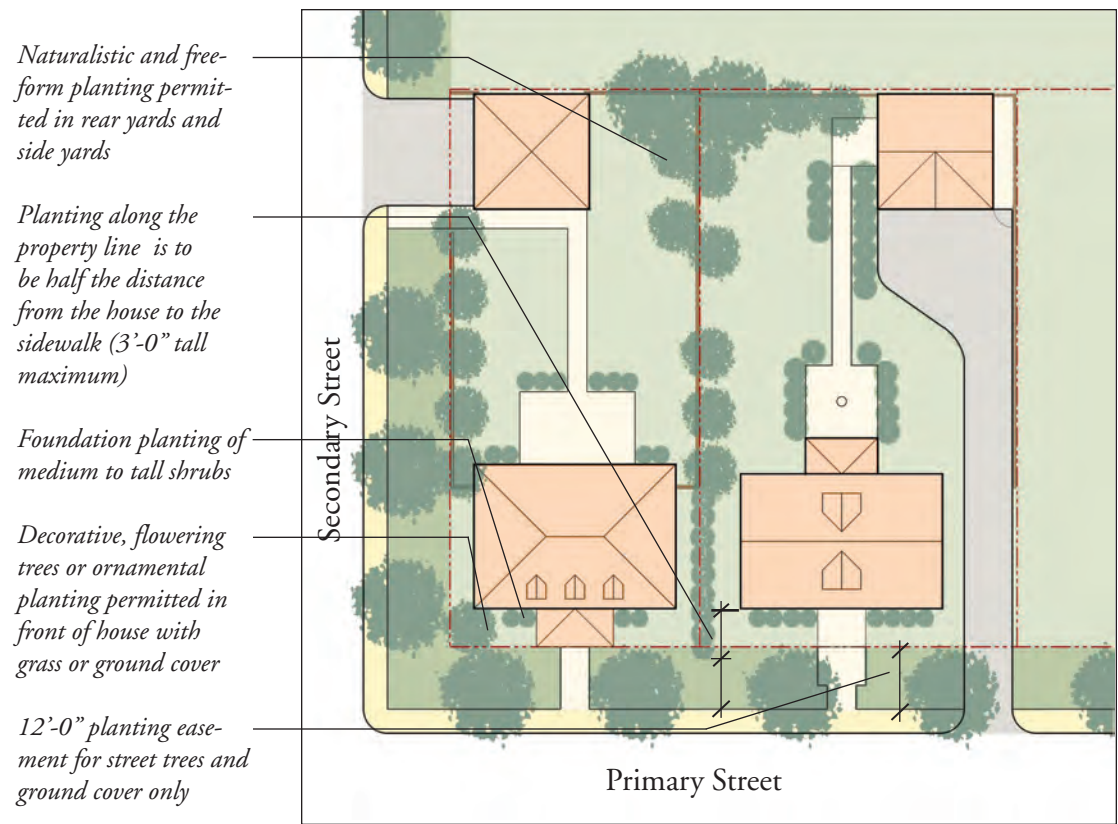 Naturalistic and free-
form planting permit-
ted in rear yards and
side yards
Planting along the
property line is to
be half the distance
from the house to the
sidewalk (3’-0” tall
maximum)
Foundation planting of
medium to tall shrubs
Decorative, flowering
trees or ornamental
planting permitted in
front of house with
grass or ground cover
12’-0” planting ease-
ment for street trees and
ground cover only
Secondary Street
Primary Street